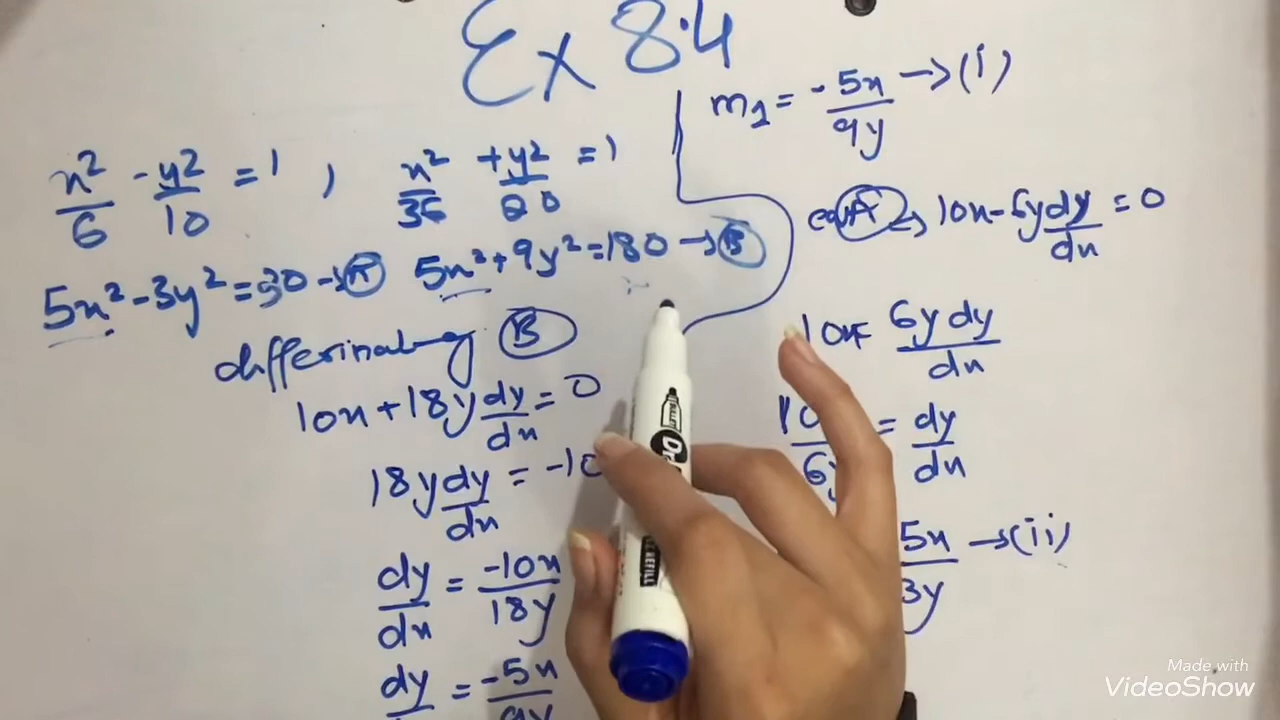 Ex 8.4
x²/6 - y²/10 = 1 , x²/36 + y²/20 = 1
5x² - 3y² = 30 → A 5x² + 9y² = 180 → B
differinating B
10x + 18y dy/dx = 0
18y dy/dx = -10
dy/dx = -10x/18y
dy/ = -5x/9y
m₁ = -5x/9y → (i)
10x - 6y dy/dx = 0
10x = 6y dy/dx
10/6y = dy/dx
5x/3y → (ii)
Made with
VideoShow